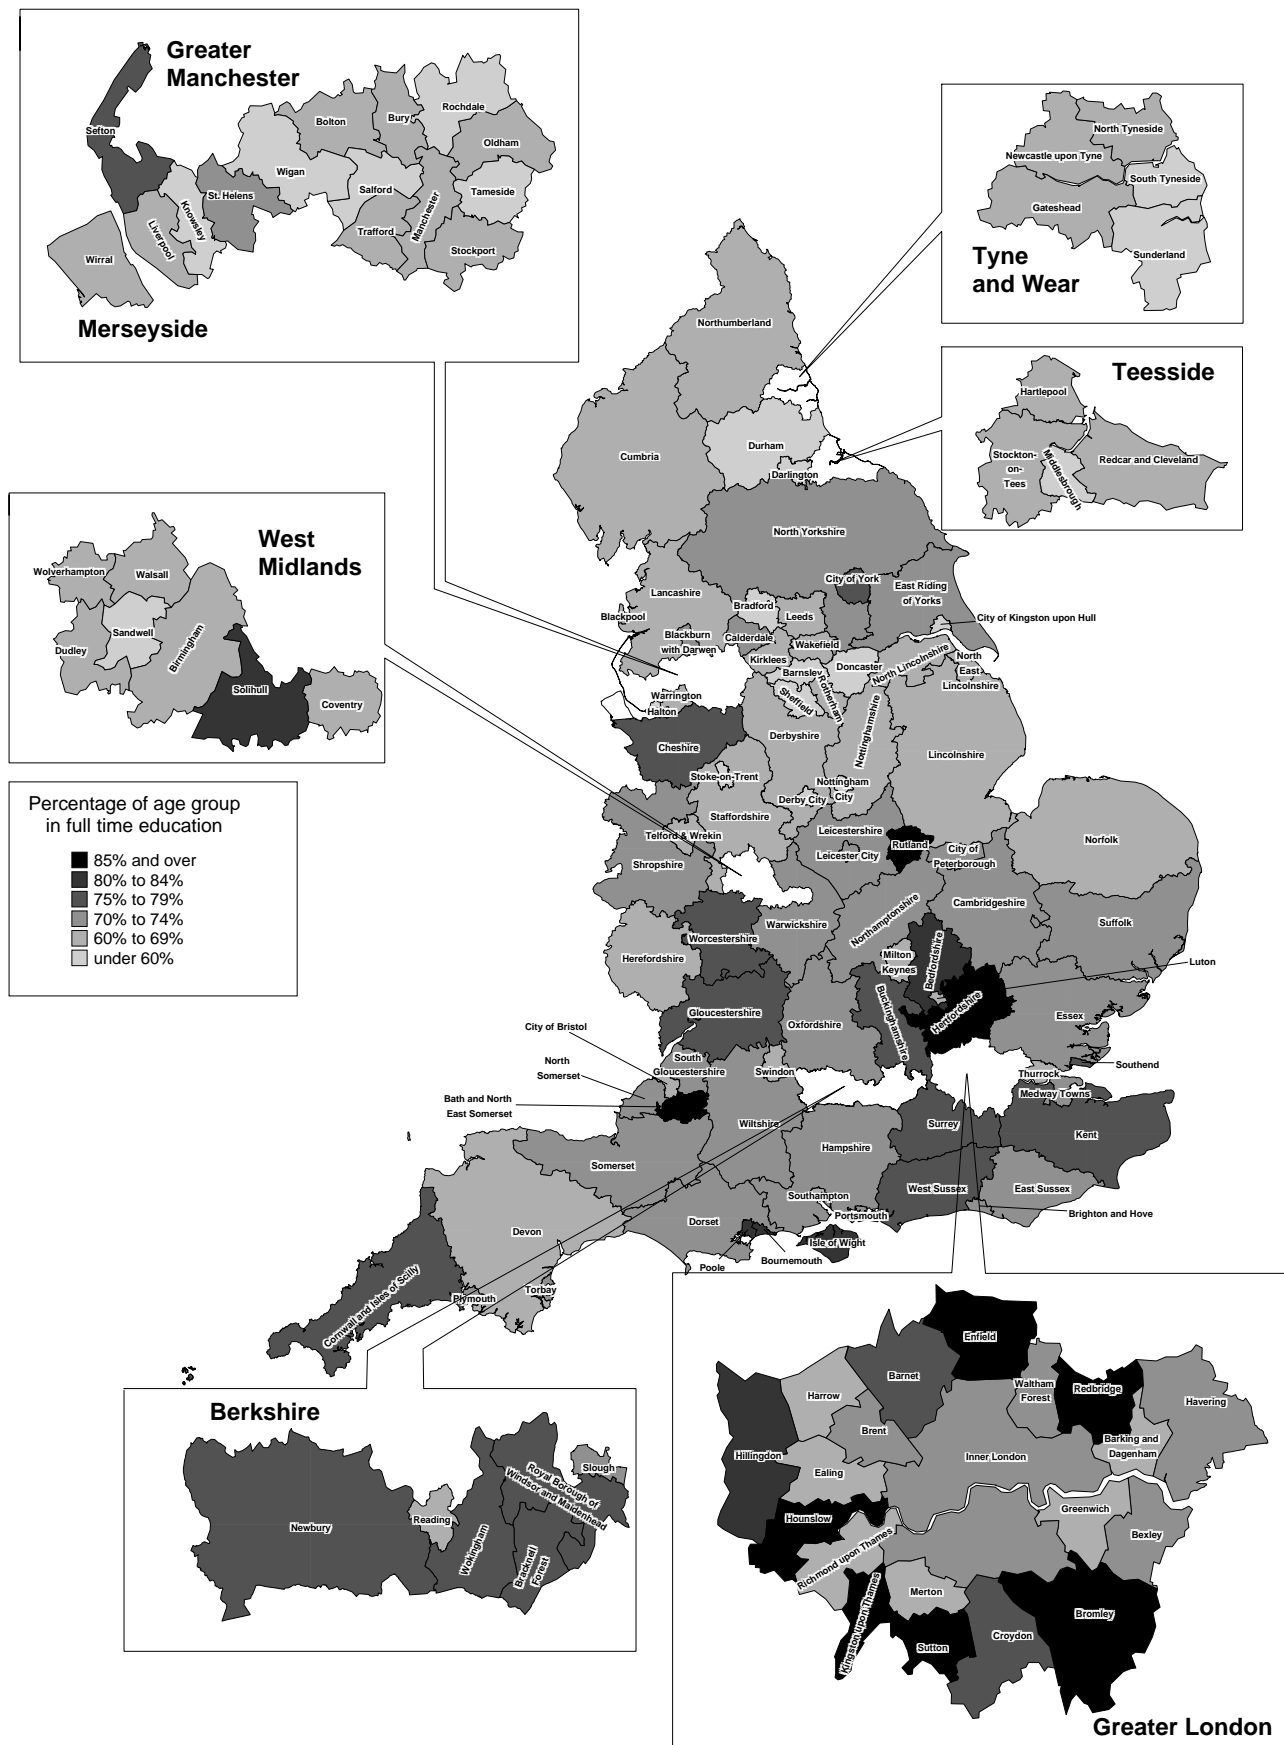 Greater
Manchester
Sefton
Bolton
Bury
Rochdale
Oldham
Wigan
Salford
Tameside
St. Helens
Knowsley
Liverpool
Manchester
Trafford
Stockport
Wirral
Merseyside
North Tyneside
Newcastle upon Tyne
South Tyneside
Gateshead
Sunderland
Tyne
and Wear
Teesside
Hartlepool
Stockton-
on-
Tees
Middlesbrough
Redcar and Cleveland
West
Midlands
Wolverhampton
Walsall
Sandwell
Dudley
Birmingham
Solihull
Coventry
Percentage of age group
in full time education
85% and over
80% to 84%
75% to 79%
70% to 74%
60% to 69%
under 60%
Northumberland
Cumbria
Durham
Darlington
North Yorkshire
City of York
East Riding
of Yorks
Lancashire
Blackpool
Bradford
Leeds
City of Kingston upon Hull
Blackburn
with Darwen
Calderdale
Wakefield
Kirklees
Barnsley
Doncaster
North Lincolnshire
North
East
Lincolnshire
Sheffield
Rotherham
Warrington
Halton
Cheshire
Derbyshire
Nottinghamshire
Lincolnshire
Stoke-on-Trent
Nottingham
City
Derby City
Staffordshire
Telford & Wrekin
Leicestershire
Leicester City
Rutland
City of
Peterborough
Norfolk
Shropshire
Cambridgeshire
Suffolk
Northamptonshire
Warwickshire
Worcestershire
Herefordshire
Milton
Keynes
Bedfordshire
Luton
Hertfordshire
Buckinghamshire
Gloucestershire
Oxfordshire
Essex
City of Bristol
South
Gloucestershire
Swindon
Southend
North
Somerset
Thurrock
Medway Towns
Bath and North
East Somerset
Wiltshire
Surrey
Kent
Hampshire
Somerset
West Sussex
East Sussex
Southampton
Portsmouth
Brighton and Hove
Devon
Dorset
Isle of Wight
Bournemouth
Poole
Cornwall and Isles of Scilly
Plymouth
Torbay
Berkshire
Newbury
Reading
Wokingham
Bracknell
Forest
Royal Borough of
Windsor and Maidenhead
Slough
Enfield
Barnet
Harrow
Waltham
Forest
Redbridge
Havering
Brent
Hillingdon
Barking and
Dagenham
Inner London
Ealing
Hounslow
Greenwich
Bexley
Richmond upon Thames
Merton
Kingston upon Thames
Sutton
Croydon
Bromley
Greater London